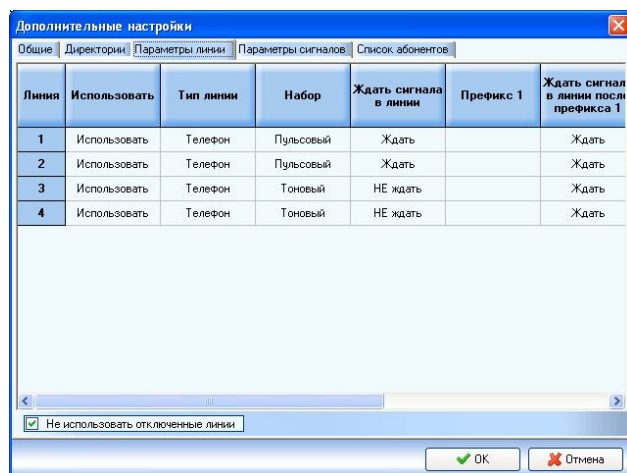 Дополнительные настройки
Общие Директории Параметры линии Параметры сигналов Список абонентов
Линия Использовать Тип линии Набор Ждать сигнала в линии Префикс 1 Ждать сигнал в линии после префикса 1
1 Использовать Телефон Пульсовый Ждать Ждать
2 Использовать Телефон Пульсовый Ждать Ждать
3 Использовать Телефон Тоновый НЕ ждать Ждать
4 Использовать Телефон Тоновый НЕ ждать Ждать
Не использовать отключенные линии
OK Отмена